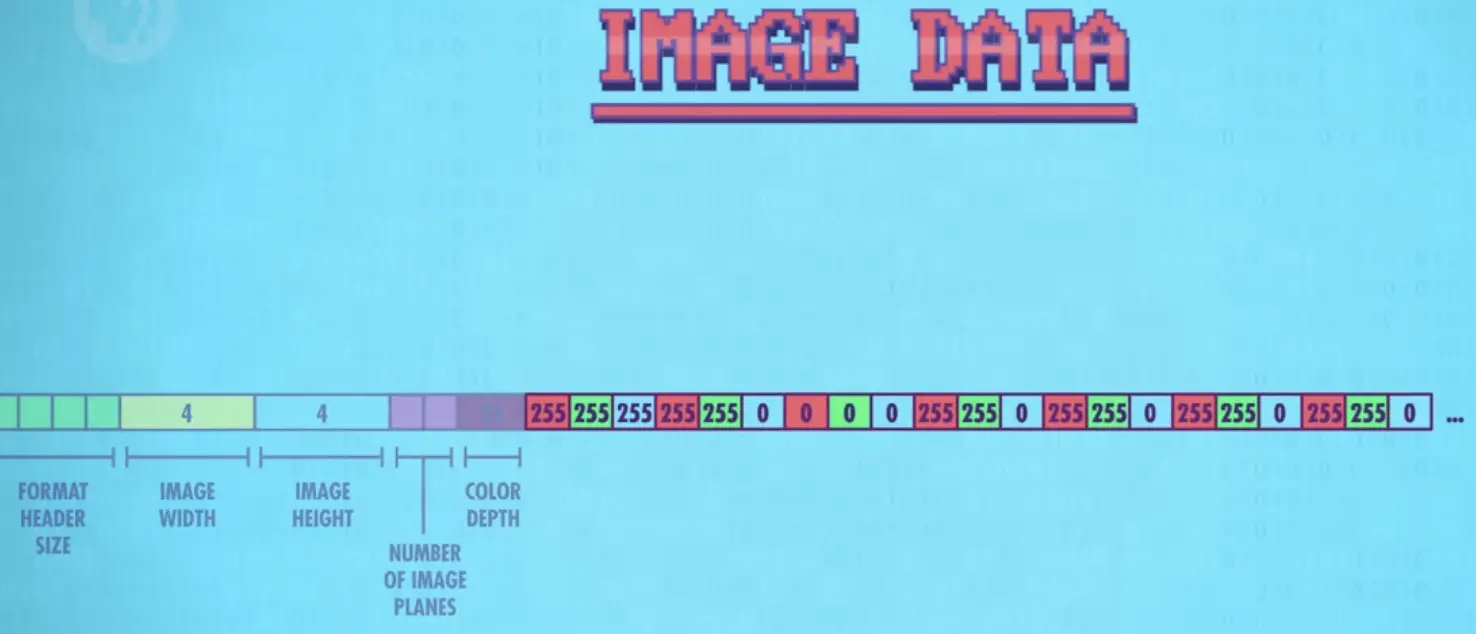 IMAGE DATA
4 4 255 255 255 255 255 0 0 0 0 255 255 0 255 255 0 255 255 0 255 255 0 ...
FORMAT
HEADER
SIZE
IMAGE
WIDTH
IMAGE
HEIGHT
NUMBER
OF IMAGE
PLANES
COLOR
DEPTH